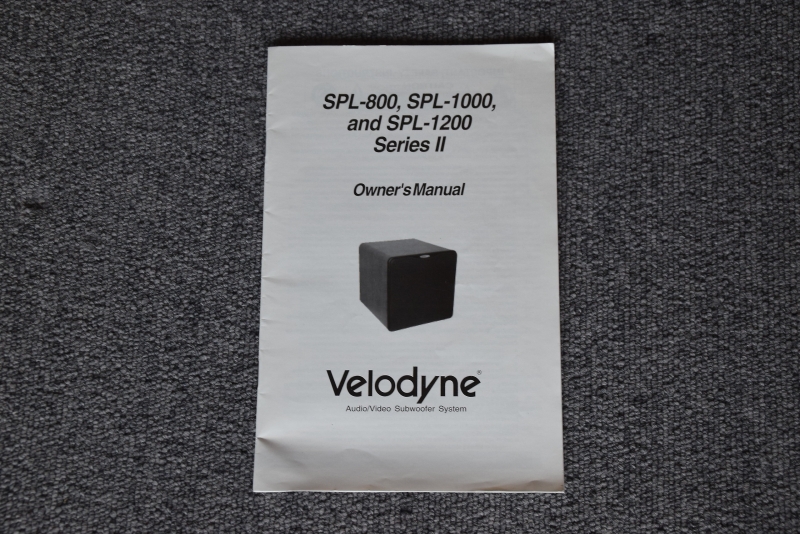 SPL-800, SPL-1000,
and SPL-1200
Series II
Owner's Manual
Velodyne®
Audio/Video Subwoofer System